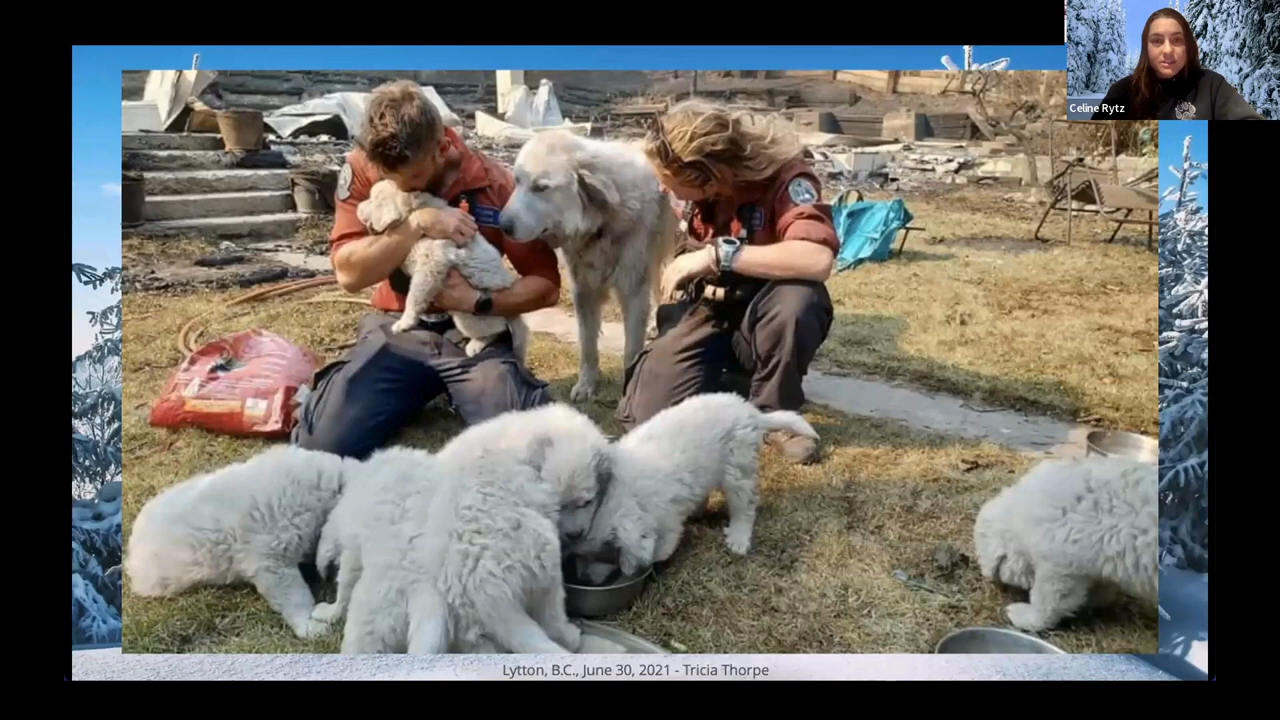 Celine Rytz
Lytton, B.C., June 30, 2021 - Tricia Thorpe